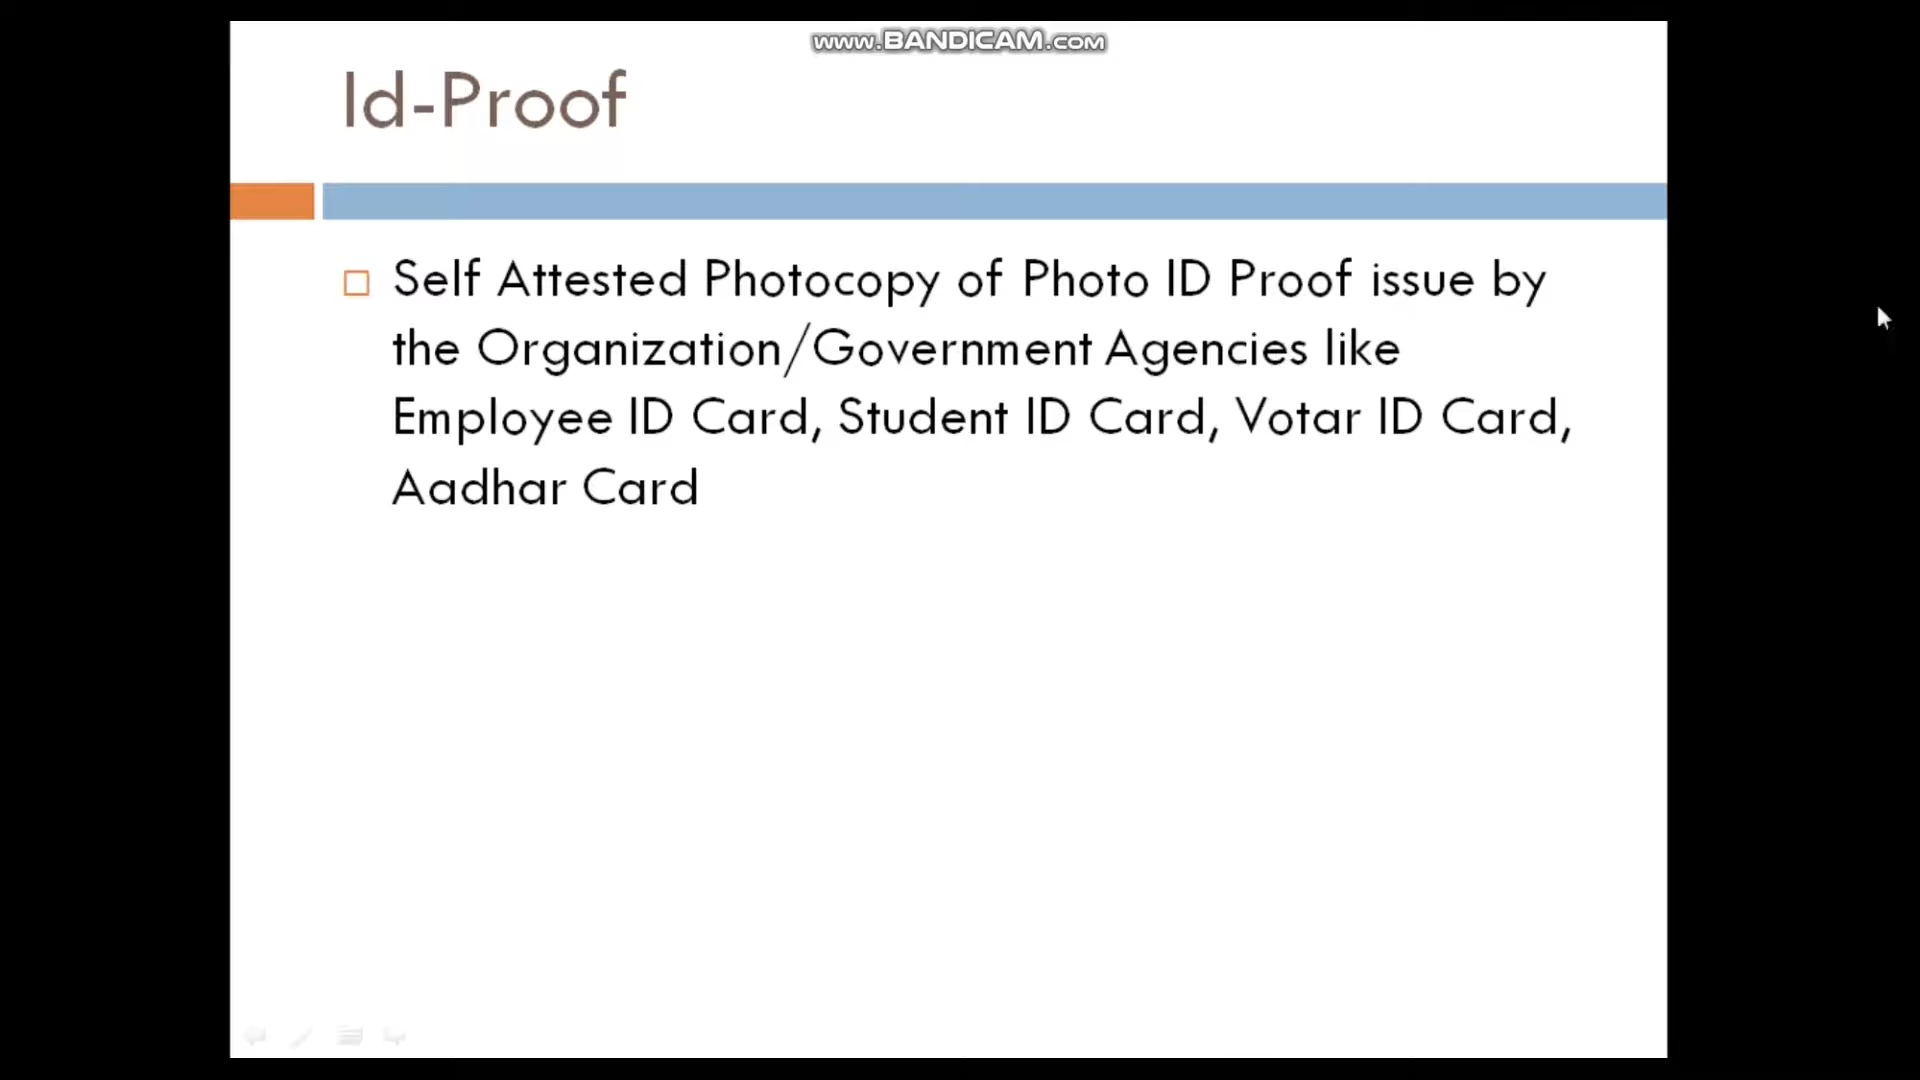 www.BANDICAM.com
Id-Proof
Self Attested Photocopy of Photo ID Proof issue by
the Organization/Government Agencies like
Employee ID Card, Student ID Card, Votar ID Card,
Aadhar Card